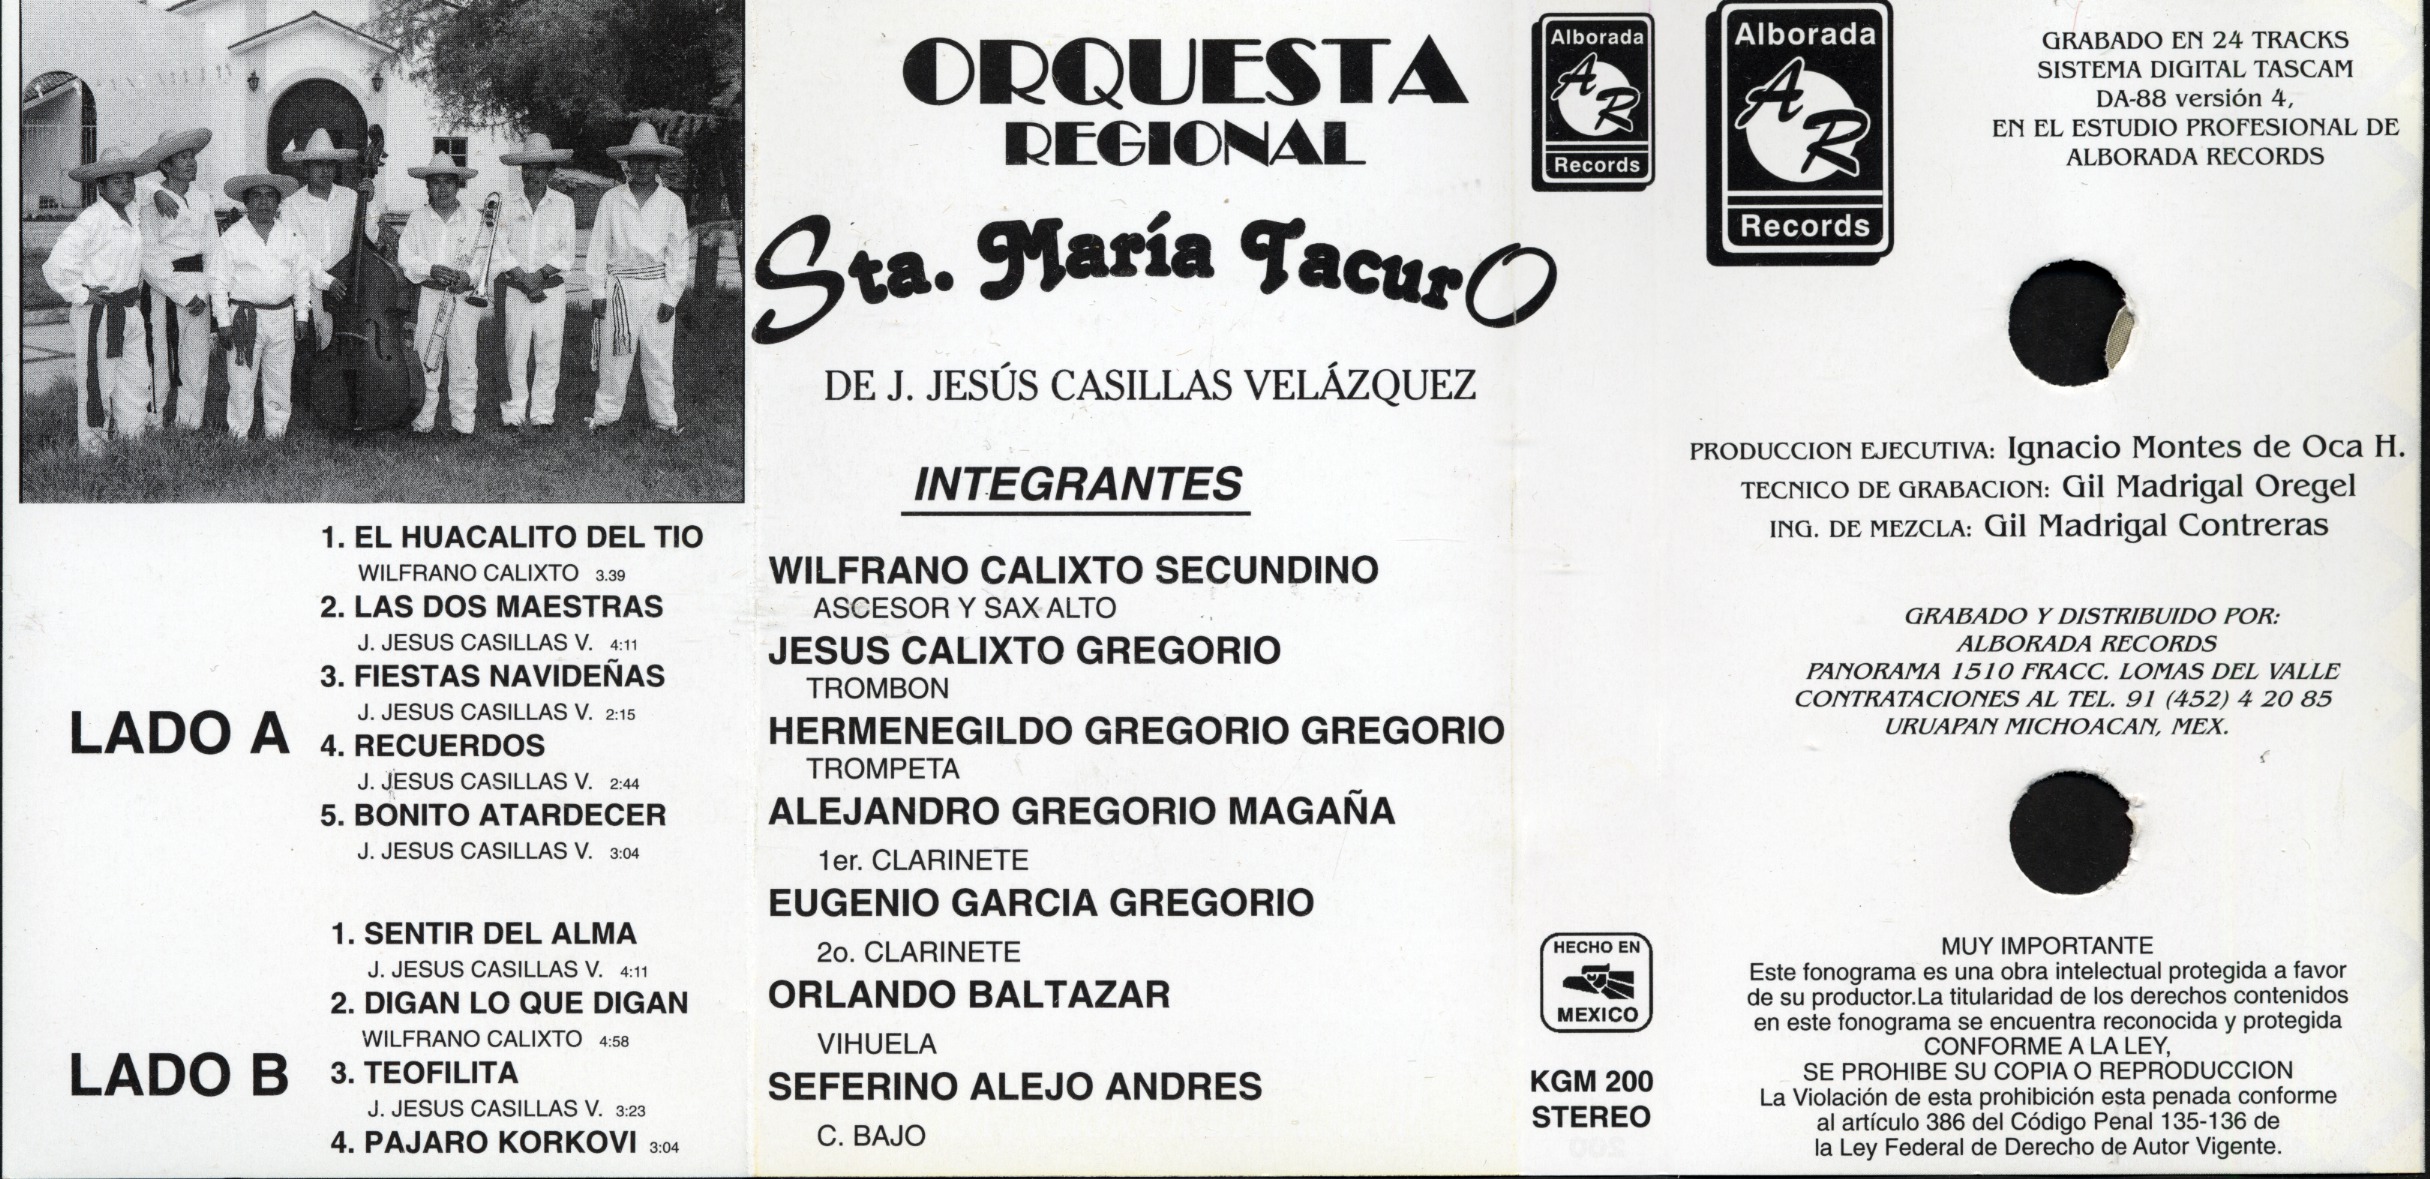 LADO A
1. EL HUACALITO DEL TIO
WILFRANO CALIXTO 3.39
2. LAS DOS MAESTRAS
J. JESUS CASILLAS V. 4:11
3. FIESTAS NAVIDEÑAS
J. JESUS CASILLAS V. 2:15
4. RECUERDOS
J. JESUS CASILLAS V. 2:44
5. BONITO ATARDECER
J. JESUS CASILLAS V. 3:04
LADO B
1. SENTIR DEL ALMA
J. JESUS CASILLAS V. 4:11
2. DIGAN LO QUE DIGAN
WILFRANO CALIXTO 4:58
3. TEOFILITA
J. JESUS CASILLAS V. 3:23
4. PAJARO KORKOVI 3:04
ORQUESTA
REGIONAL
Sta. María Tacuro
DE J. JESÚS CASILLAS VELÁZQUEZ
INTEGRANTES
WILFRANO CALIXTO SECUNDINO
ASCESOR Y SAX ALTO
JESUS CALIXTO GREGORIO
TROMBON
HERMENEGILDO GREGORIO GREGORIO
TROMPETA
ALEJANDRO GREGORIO MAGAÑA
1er. CLARINETE
EUGENIO GARCIA GREGORIO
2o. CLARINETE
ORLANDO BALTAZAR
VIHUELA
SEFERINO ALEJO ANDRES
C. BAJO
Alborada
AR
Records
HECHO EN
MEXICO
KGM 200
STEREO
Alborada
AR
Records
GRABADO EN 24 TRACKS
SISTEMA DIGITAL TASCAM
DA-88 versión 4,
EN EL ESTUDIO PROFESIONAL DE
ALBORADA RECORDS
PRODUCCION EJECUTIVA: Ignacio Montes de Oca H.
TECNICO DE GRABACION: Gil Madrigal Oregel
ING. DE MEZCLA: Gil Madrigal Contreras
GRABADO Y DISTRIBUIDO POR:
ALBORADA RECORDS
PANORAMA 1510 FRACC. LOMAS DEL VALLE
CONTRATACIONES AL TEL. 91 (452) 4 20 85
URUAPAN MICHOACAN, MEX.
MUY IMPORTANTE
Este fonograma es una obra intelectual protegida a favor
de su productor.La titularidad de los derechos contenidos
en este fonograma se encuentra reconocida y protegida
CONFORME A LA LEY,
SE PROHIBE SU COPIA O REPRODUCCION
La Violación de esta prohibición esta penada conforme
al artículo 386 del Código Penal 135-136 de
la Ley Federal de Derecho de Autor Vigente.